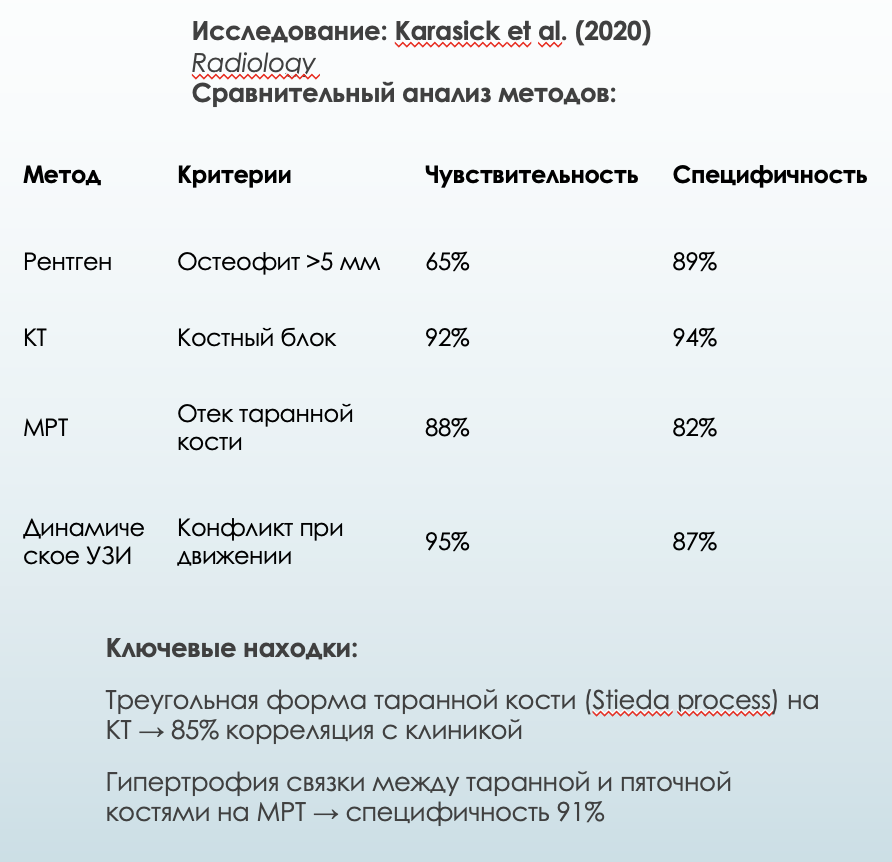 Исследование: Karasick et al. (2020)
Radiology
Сравнительный анализ методов:
Метод Критерии Чувствительность Специфичность
Рентген Остеофит >5 мм 65% 89%
КТ Костный блок 92% 94%
МРТ Отек таранной кости 88% 82%
Динамиче
ское УЗИ Конфликт при
движении 95% 87%
Ключевые находки:
Треугольная форма таранной кости (Stieda process) на
КТ → 85% корреляция с клиникой
Гипертрофия связки между таранной и пяточной
костями на МРТ → специфичность 91%